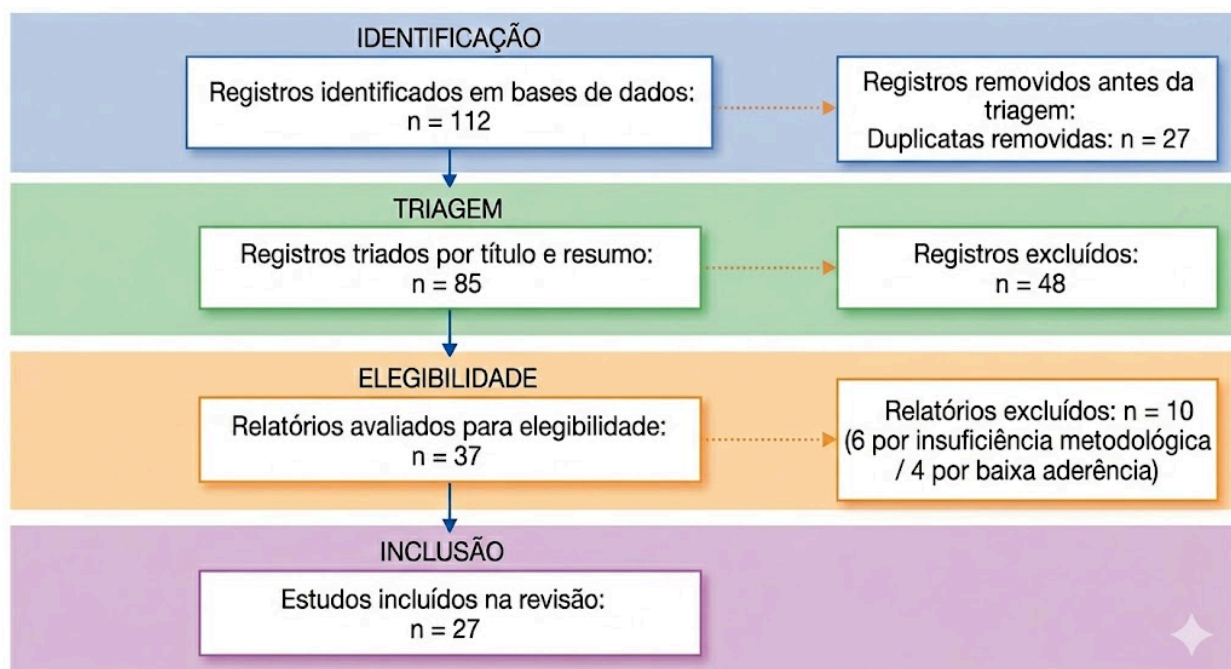 IDENTIFICAÇÃO
Registros identificados em bases de dados:
n = 112
Registros removidos antes da
triagem:
Duplicatas removidas: n = 27
TRIAGEM
Registros triados por título e resumo:
n = 85
Registros excluídos:
n = 48
ELEGIBILIDADE
Relatórios avaliados para elegibilidade:
n = 37
Relatórios excluídos: n = 10
(6 por insuficiência metodológica
/ 4 por baixa aderência)
INCLUSÃO
Estudos incluídos na revisão:
n = 27